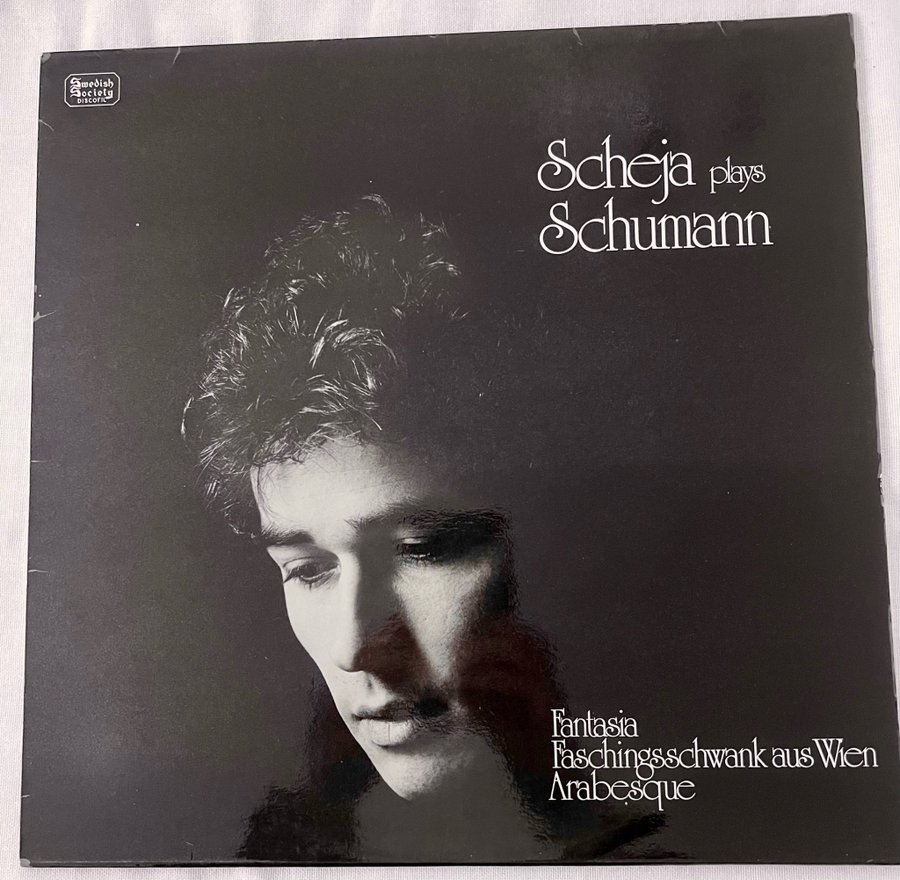 Swedish
Society
DISCOFIL
Scheja plays
Schumann
Fantasia
Faschingsschwank aus Wien
Arabesque